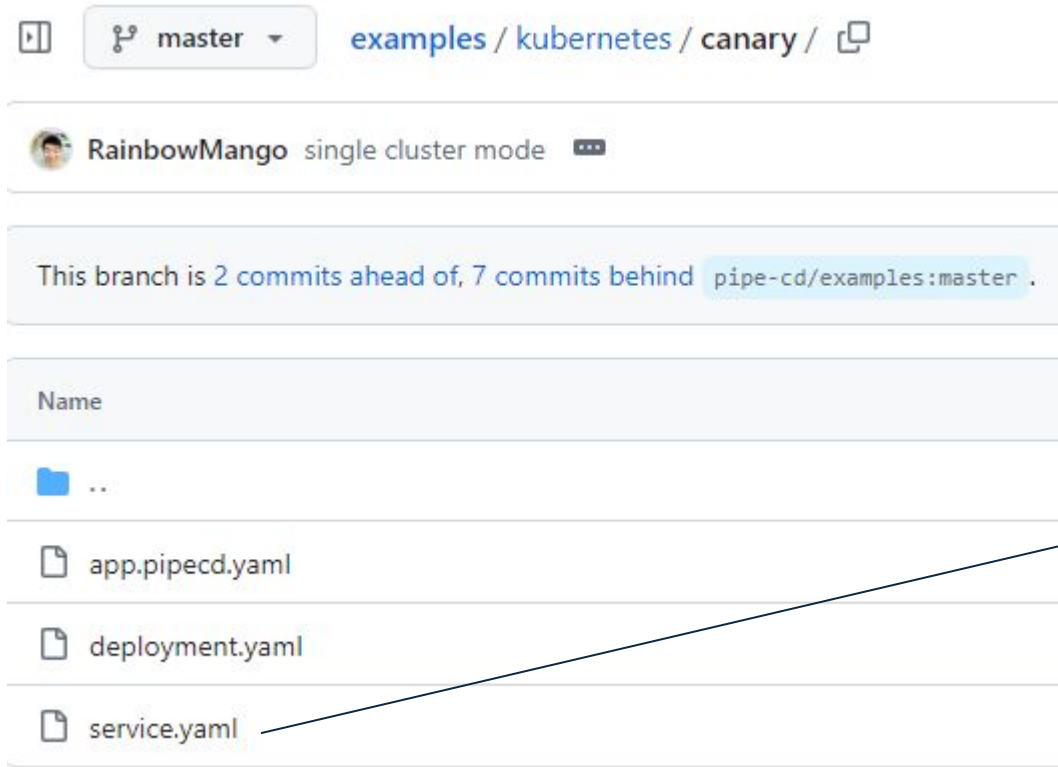 master examples / kubernetes / canary /
RainbowMango single cluster mode
This branch is 2 commits ahead of, 7 commits behind pipe-cd/examples:master .
Name
..
app.pipecd.yaml
deployment.yaml
service.yaml